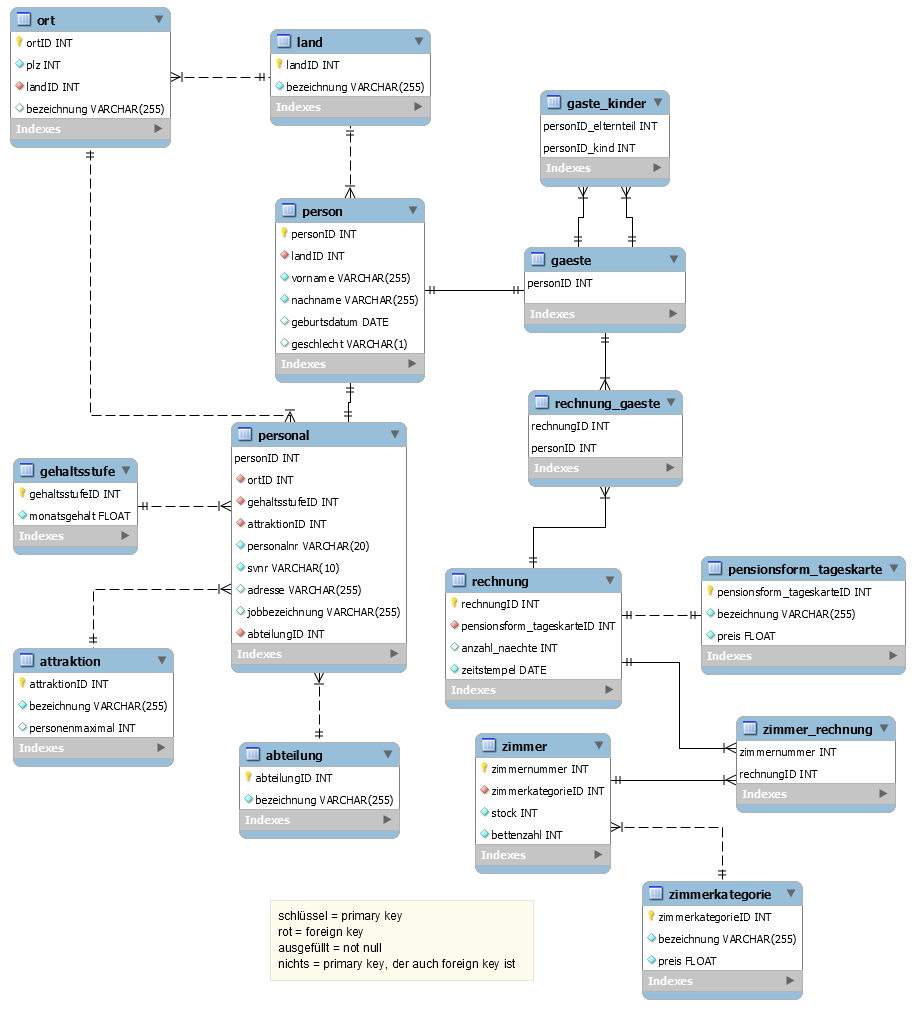 ort
ortID INT
plz INT
landID INT
bezeichnung VARCHAR(255)
Indexes
land
landID INT
bezeichnung VARCHAR(255)
Indexes
gaste_kinder
personID_elternteil INT
personID_kind INT
Indexes
person
personID INT
landID INT
vorname VARCHAR(255)
nachname VARCHAR(255)
geburtsdatum DATE
geschlecht VARCHAR(1)
Indexes
gaeste
personID INT
Indexes
rechnung_gaeste
rechnungID INT
personID INT
Indexes
personal
personID INT
ortID INT
gehaltsstufeID INT
attraktionID INT
personalnr VARCHAR(20)
svnr VARCHAR(10)
adresse VARCHAR(255)
jobbezeichnung VARCHAR(255)
abteilungID INT
Indexes
gehaltsstufe
gehaltsstufeID INT
monatsgehalt FLOAT
Indexes
rechnung
rechnungID INT
pensionsform_tageskarteID INT
anzahl_naechte INT
zeitstempel DATE
Indexes
pensionsform_tageskarte
pensionsform_tageskarteID INT
bezeichnung VARCHAR(255)
preis FLOAT
Indexes
attraktion
attraktionID INT
bezeichnung VARCHAR(255)
personenmaximal INT
Indexes
zimmer_rechnung
zimmernummer INT
rechnungID INT
Indexes
abteilung
abteilungID INT
bezeichnung VARCHAR(255)
Indexes
zimmer
zimmernummer INT
zimmerkategorieID INT
stock INT
bettenzahl INT
Indexes
zimmerkategorie
zimmerkategorieID INT
bezeichnung VARCHAR(255)
preis FLOAT
Indexes
schlüssel = primary key
rot = foreign key
ausgefüllt = not null
nichts = primary key, der auch foreign key ist